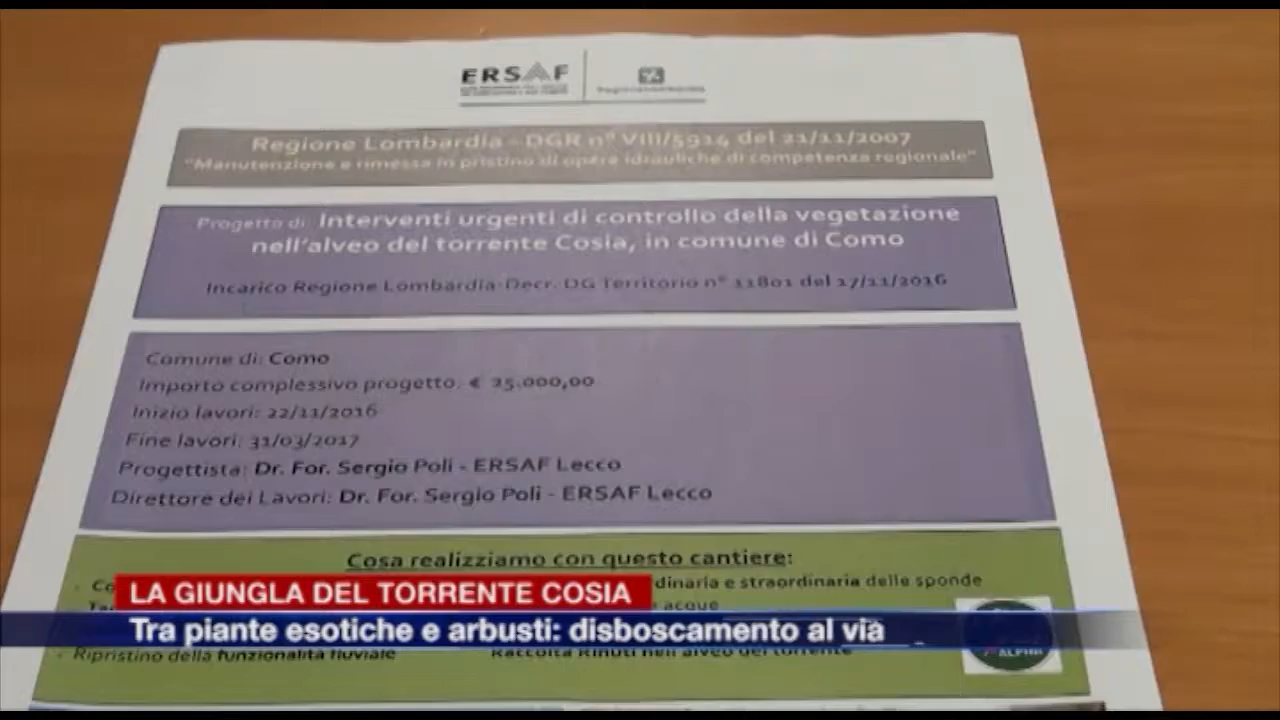 ERSAF
RegioneLombardia
Regione Lombardia - DGR n° VIII/5914 del 21/11/2007
"Manutenzione e rimessa in pristino di opere idrauliche di competenza regionale"
Progetto di: Interventi urgenti di controllo della vegetazione
nell'alveo del torrente Cosia, in comune di Como
Incarico Regione Lombardia-Decr. DG Territorio n° 11801 del 17/11/2016
Comune di: Como
Importo complessivo progetto: € 25.000,00
Inizio lavori: 22/11/2016
Fine lavori: 31/03/2017
Progettista: Dr. For. Sergio Poli - ERSAF Lecco
Direttore dei Lavori: Dr. For. Sergio Poli - ERSAF Lecco
Cosa realizziamo con questo cantiere:
dinaria e straordinaria delle sponde
acque
LA GIUNGLA DEL TORRENTE COSIA
Tra piante esotiche e arbusti: disboscamento al via
Ripristino della funzionalità fluviale Raccolta Rifiuti nell'alveo del torrente
ALPINI